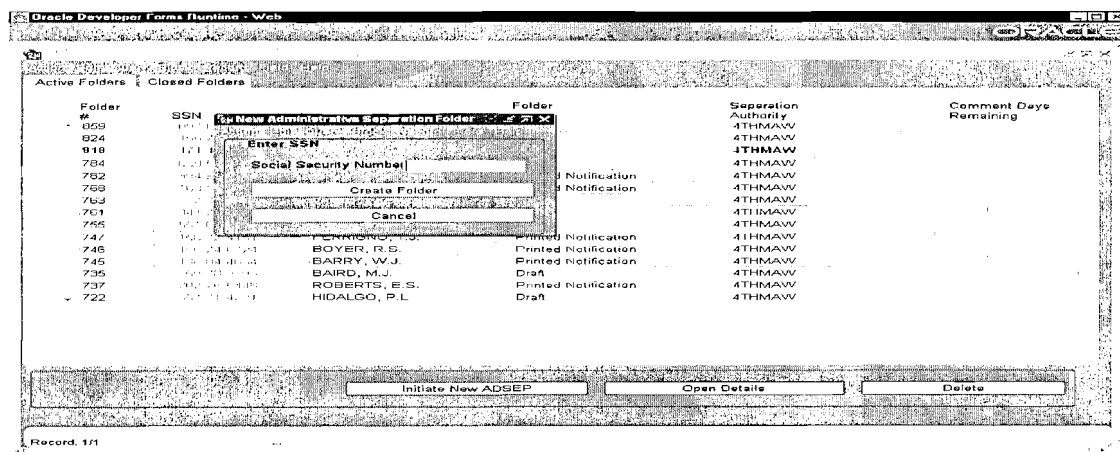 Oracle Developer Forms Runtime - Web
ORACLE
Active Folders Closed Folders
Folder # SSN Folder Separation Authority Comment Days Remaining
859 4THMAW
824 4THMAW
918 4THMAW
784 4THMAW
782 Notification 4THMAW
768 Notification 4THMAW
763 4THMAW
761 4THMAW
755 4THMAW
747 Printed Notification 4THMAW
746 BOYER, R.S. Printed Notification 4THMAW
745 BARRY, W.J. Printed Notification 4THMAW
735 BAIRD, M.J. Draft 4THMAW
737 ROBERTS, E.S. Printed Notification 4THMAW
722 HIDALGO, P.L Draft 4THMAW
New Administrative Separation Folder
Enter SSN
Social Security Number
Create Folder
Cancel
Initiate New ADSEP Open Details Delete
Record: 1/1